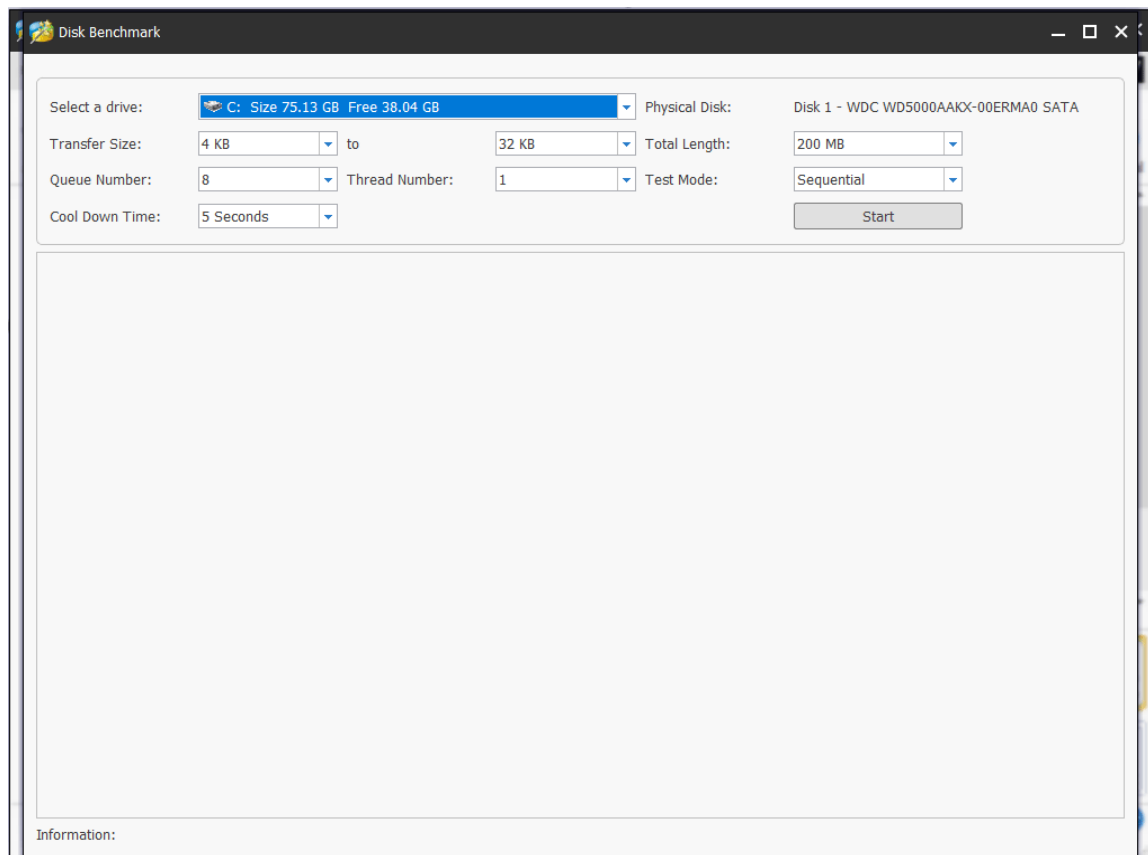 Disk Benchmark
Select a drive: C: Size 75.13 GB Free 38.04 GB Physical Disk: Disk 1 - WDC WD5000AAKX-00ERMA0 SATA
Transfer Size: 4 KB to 32 KB Total Length: 200 MB
Queue Number: 8 Thread Number: 1 Test Mode: Sequential
Cool Down Time: 5 Seconds Start
Information: